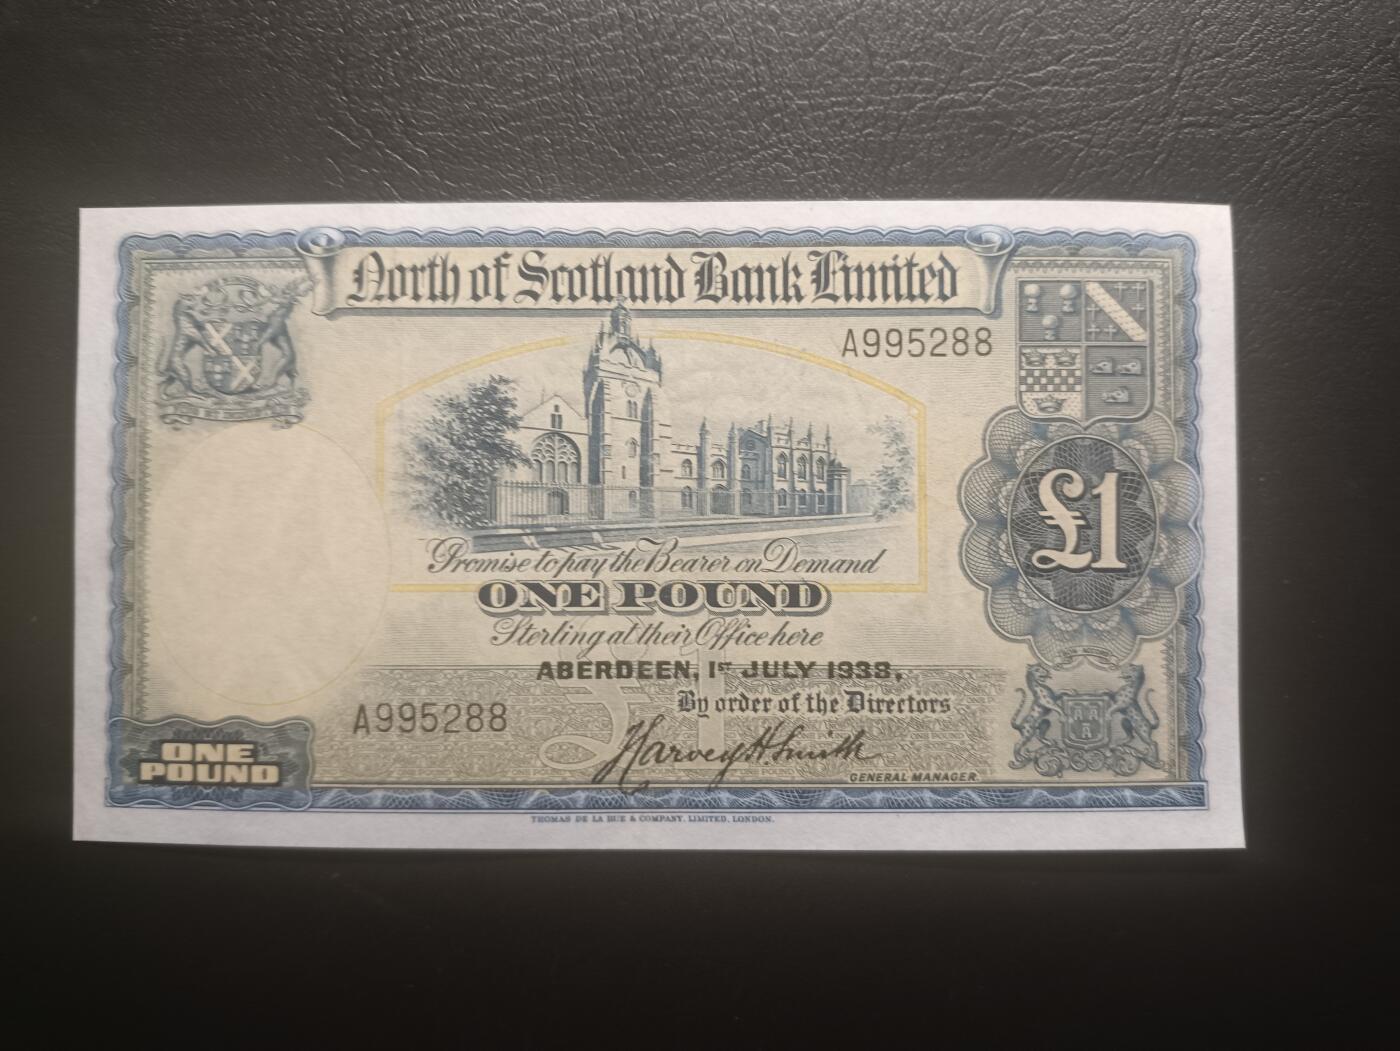 North of Scotland Bank Limited
A995288
£1
Promise to pay the Bearer on Demand
ONE POUND
Sterling at their Office here
ABERDEEN, 1ST JULY 1938,
By order of the Directors
A995288
£1
Harvey H. Smith
GENERAL MANAGER.
ONE
POUND
THOMAS DE LA RUE & COMPANY, LIMITED, LONDON.